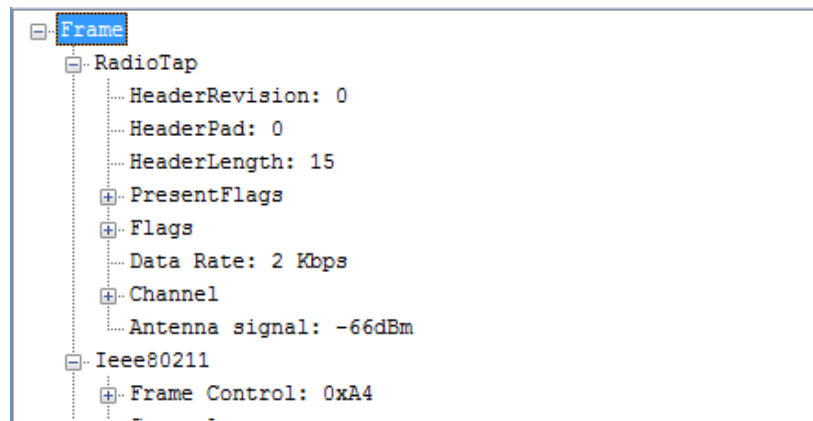 Frame
RadioTap
HeaderRevision: 0
HeaderPad: 0
HeaderLength: 15
PresentFlags
Flags
Data Rate: 2 Kbps
Channel
Antenna signal: -66dBm
Ieee80211
Frame Control: 0xA4